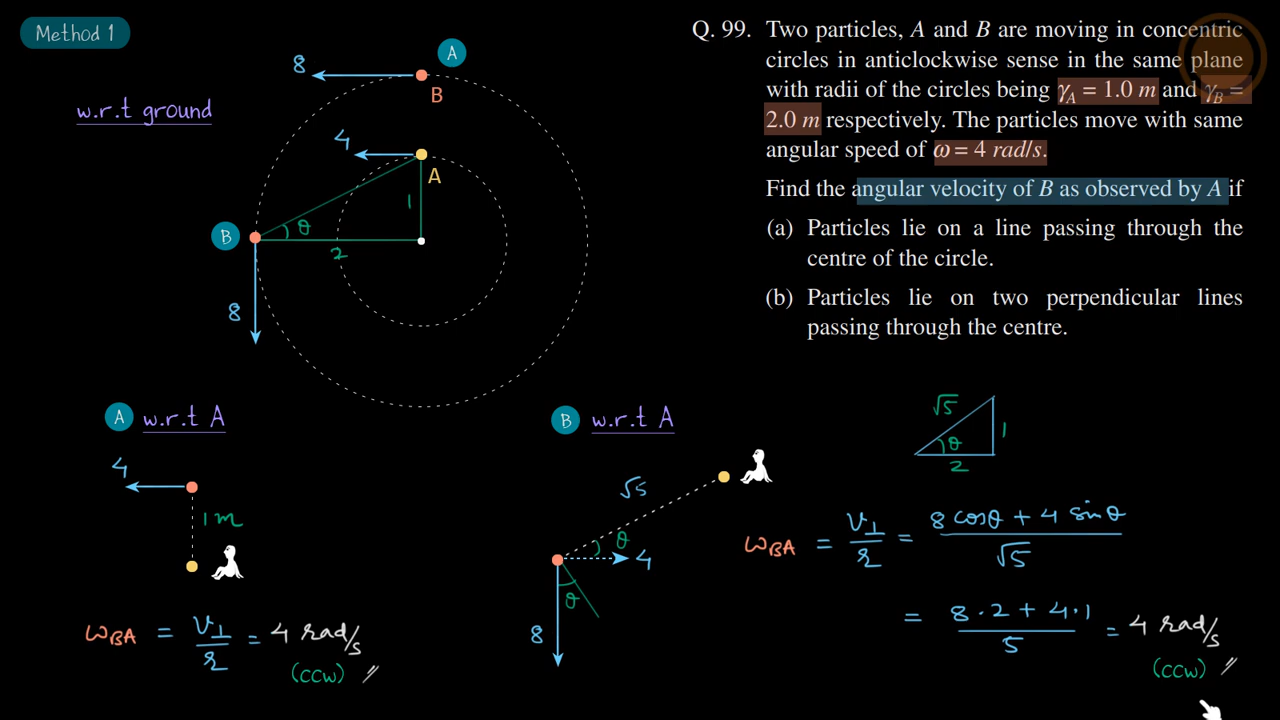 Method 1
w.r.t ground
8
A
B
4
A
1
B
θ
2
8
Q. 99. Two particles, A and B are moving in concentric
circles in anticlockwise sense in the same plane
with radii of the circles being γA = 1.0 m and γB =
2.0 m respectively. The particles move with same
angular speed of ω = 4 rad/s.
Find the angular velocity of B as observed by A if
(a) Particles lie on a line passing through the
centre of the circle.
(b) Particles lie on two perpendicular lines
passing through the centre.
A w.r.t A
4
1 m
ωBA = v⊥/r = 4 rad/s
(CCW)
B w.r.t A
√5
θ
4
θ
8
√5
1
θ
2
ωBA = v⊥/r = 8 cosθ + 4 sinθ / √5
= 8·2 + 4·1 / 5 = 4 rad/s
(CCW)